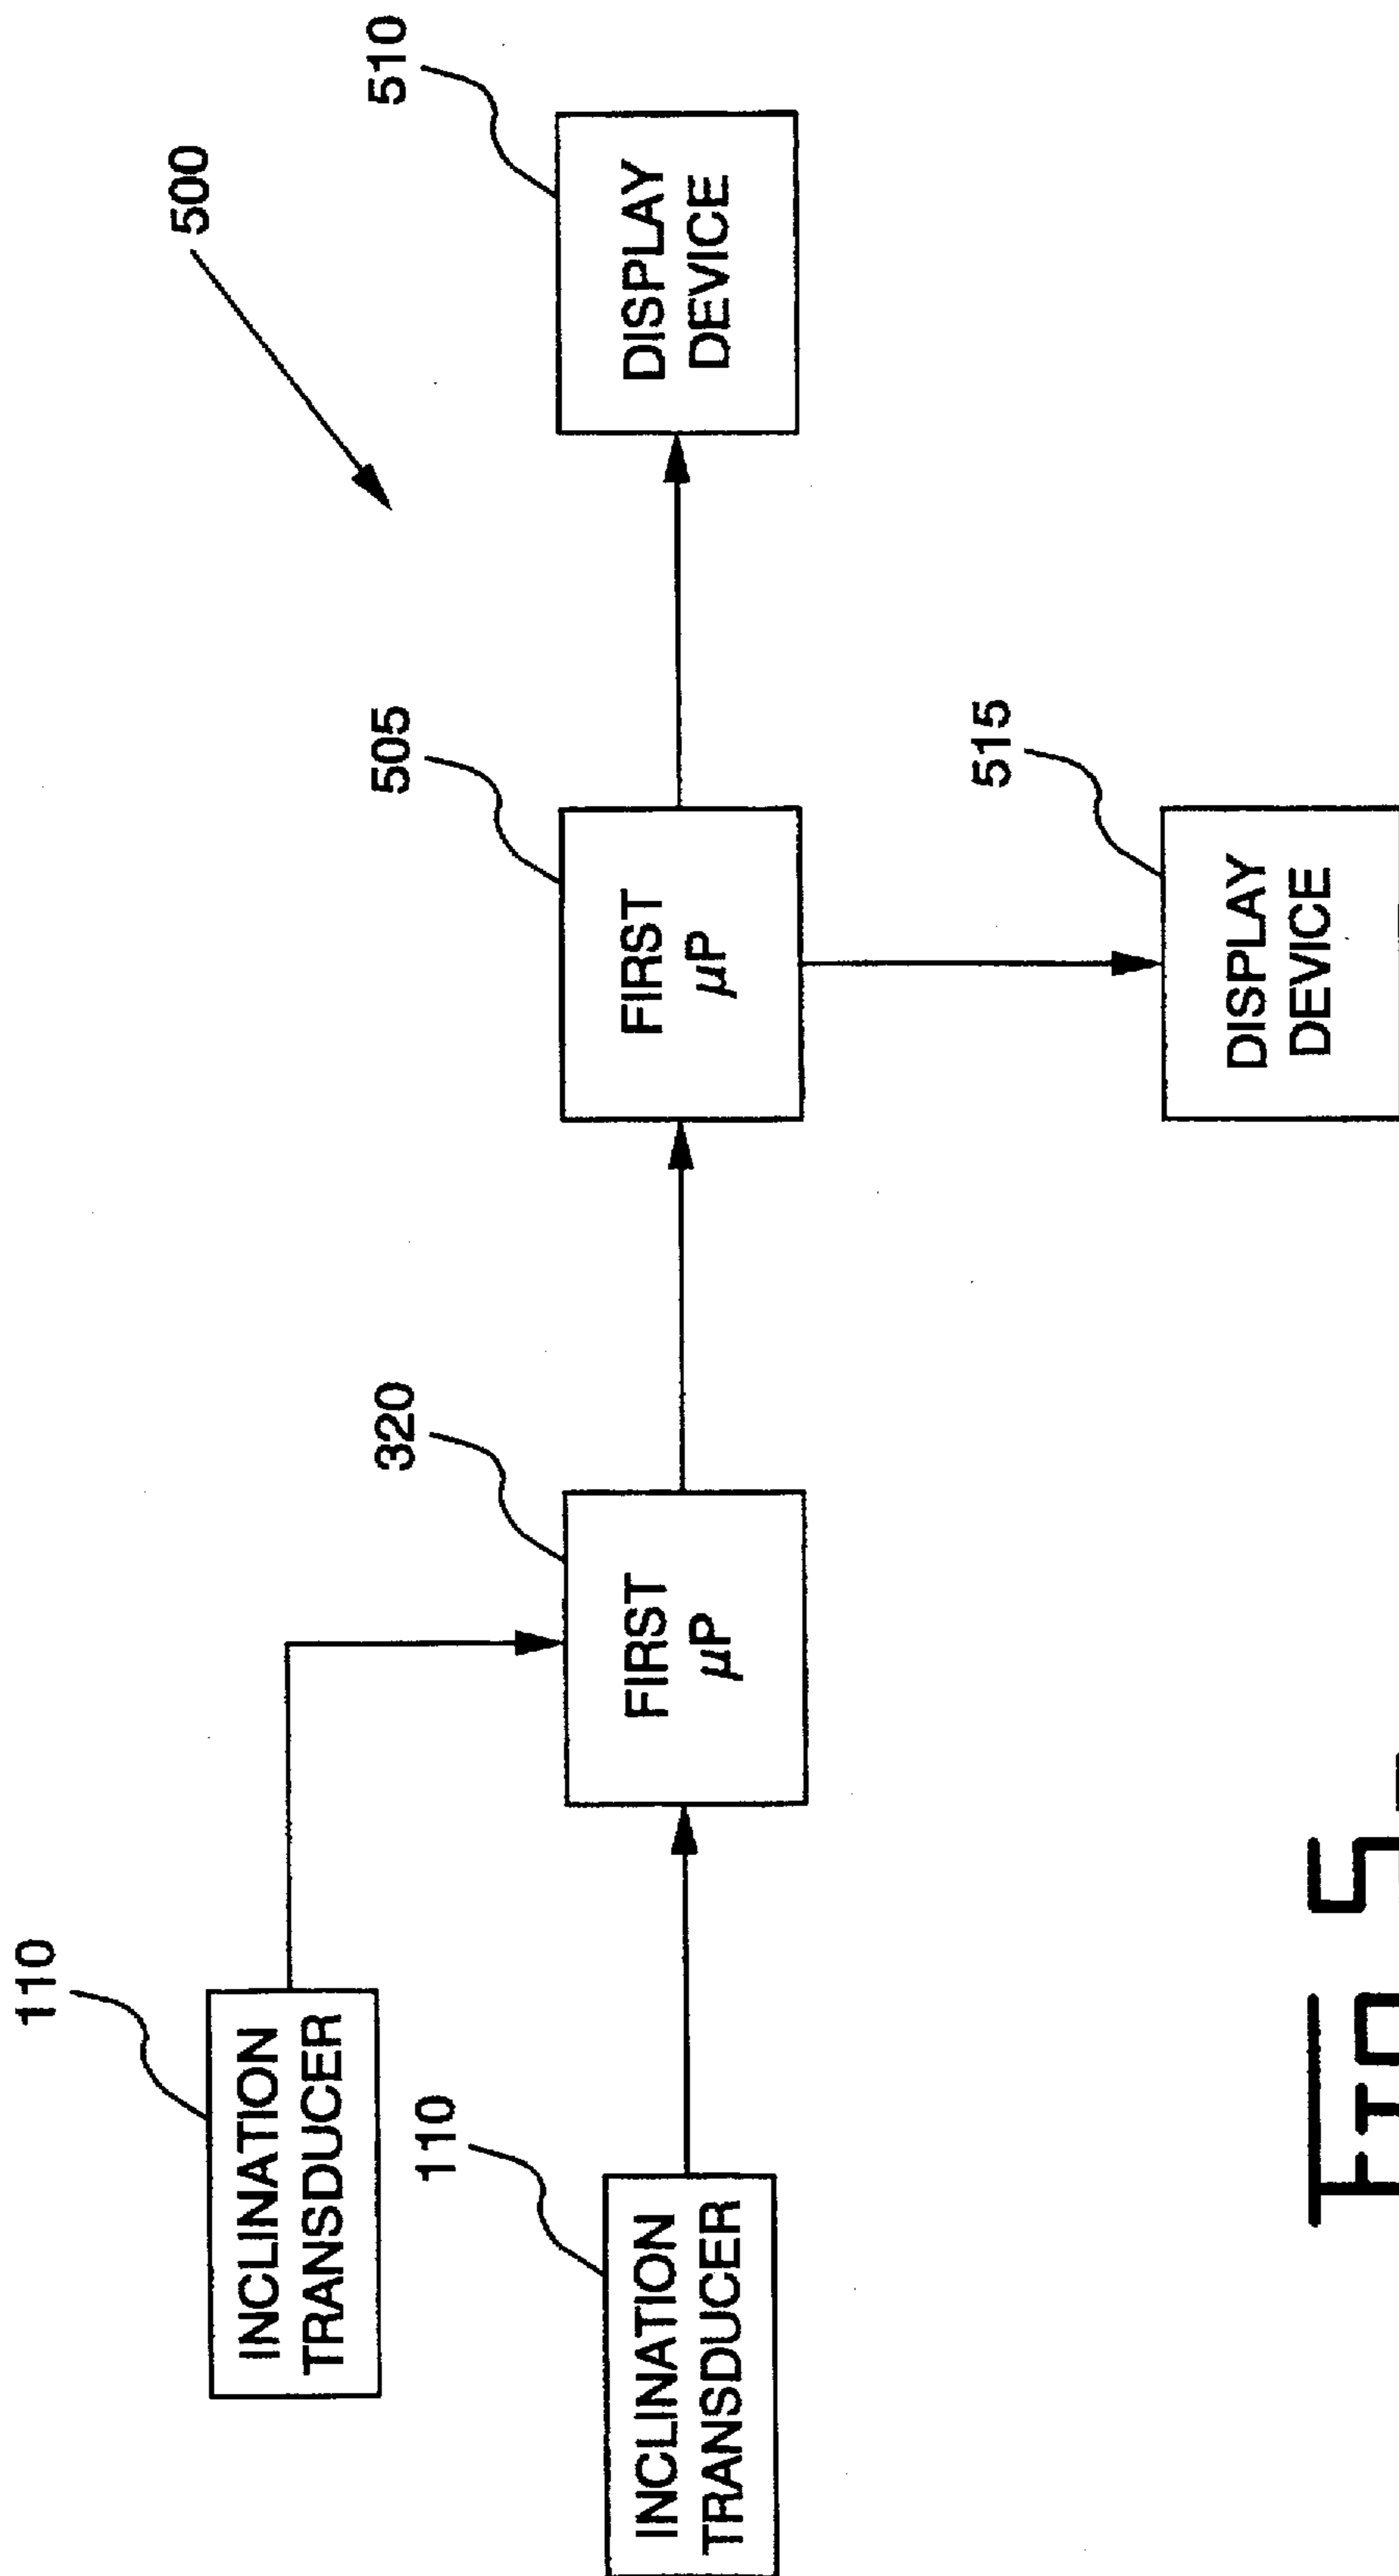 500
110
INCLINATION
TRANSDUCER
110
INCLINATION
TRANSDUCER
320
FIRST
μP
505
FIRST
μP
510
DISPLAY
DEVICE
515
DISPLAY
DEVICE